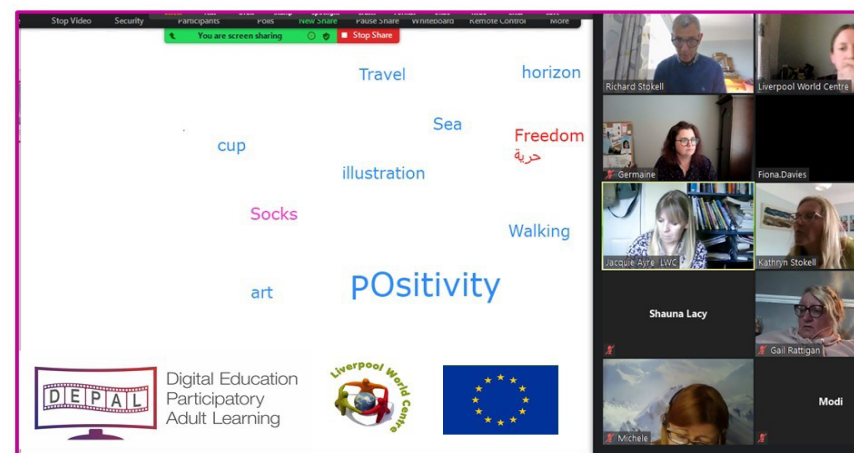 Stop Video Security Participants Polls New Share Pause Share Whiteboard Remote Control More
You are screen sharing Stop Share
Travel
horizon
Sea
Freedom
حرية
cup
illustration
Socks
Walking
art
pOsitivity
DEPAL
Digital Education
Participatory
Adult Learning
Liverpool World Centre
Richard Stokell
Liverpool World Centre
Germaine
Fiona.Davies
Jacquie Ayre LWC
Kathryn Stokell
Shauna Lacy
Gail Rattigan
Michele
Modi